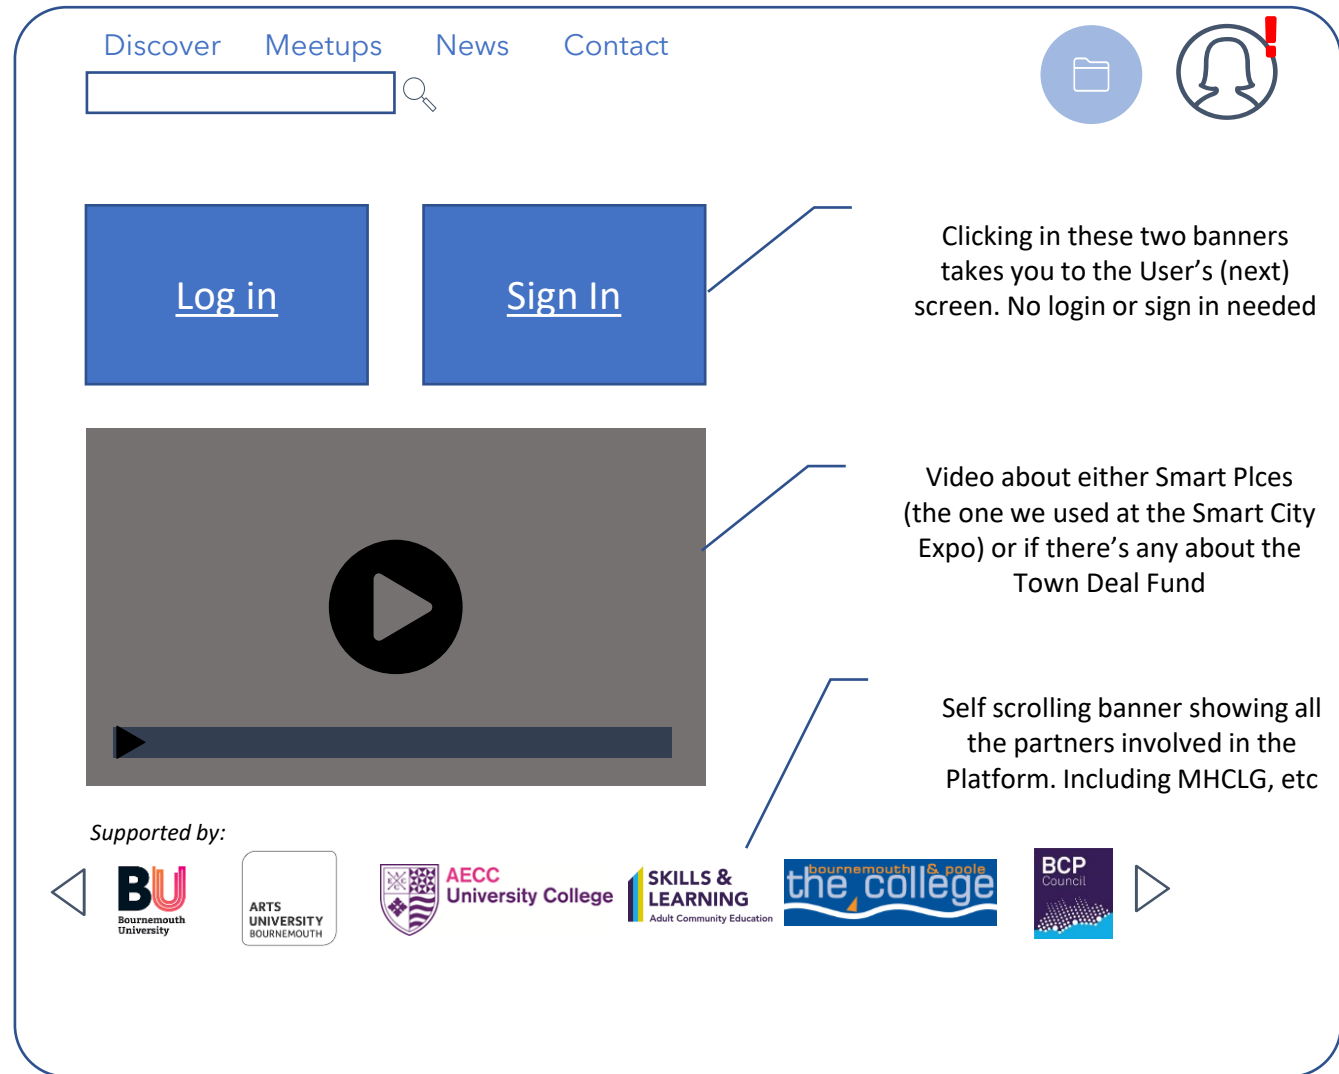 Discover Meetups News Contact
!
Log in
Sign In
Clicking in these two banners
takes you to the User’s (next)
screen. No login or sign in needed
Video about either Smart Plces
(the one we used at the Smart City
Expo) or if there’s any about the
Town Deal Fund
Self scrolling banner showing all
the partners involved in the
Platform. Including MHCLG, etc
Supported by:
BU
Bournemouth
University
ARTS
UNIVERSITY
BOURNEMOUTH
AECC
University College
SKILLS &
LEARNING
Adult Community Education
bournemouth & poole
the college
BCP
Council